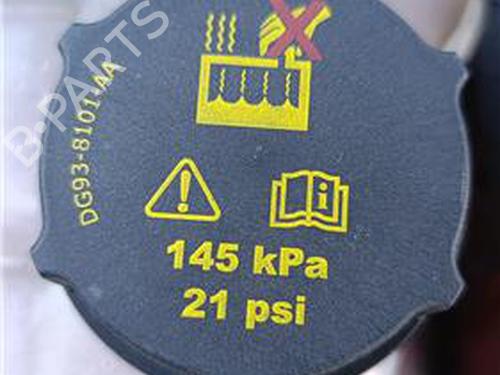 B-PARTS
DG93-8101-AA
145 kPa
21 psi